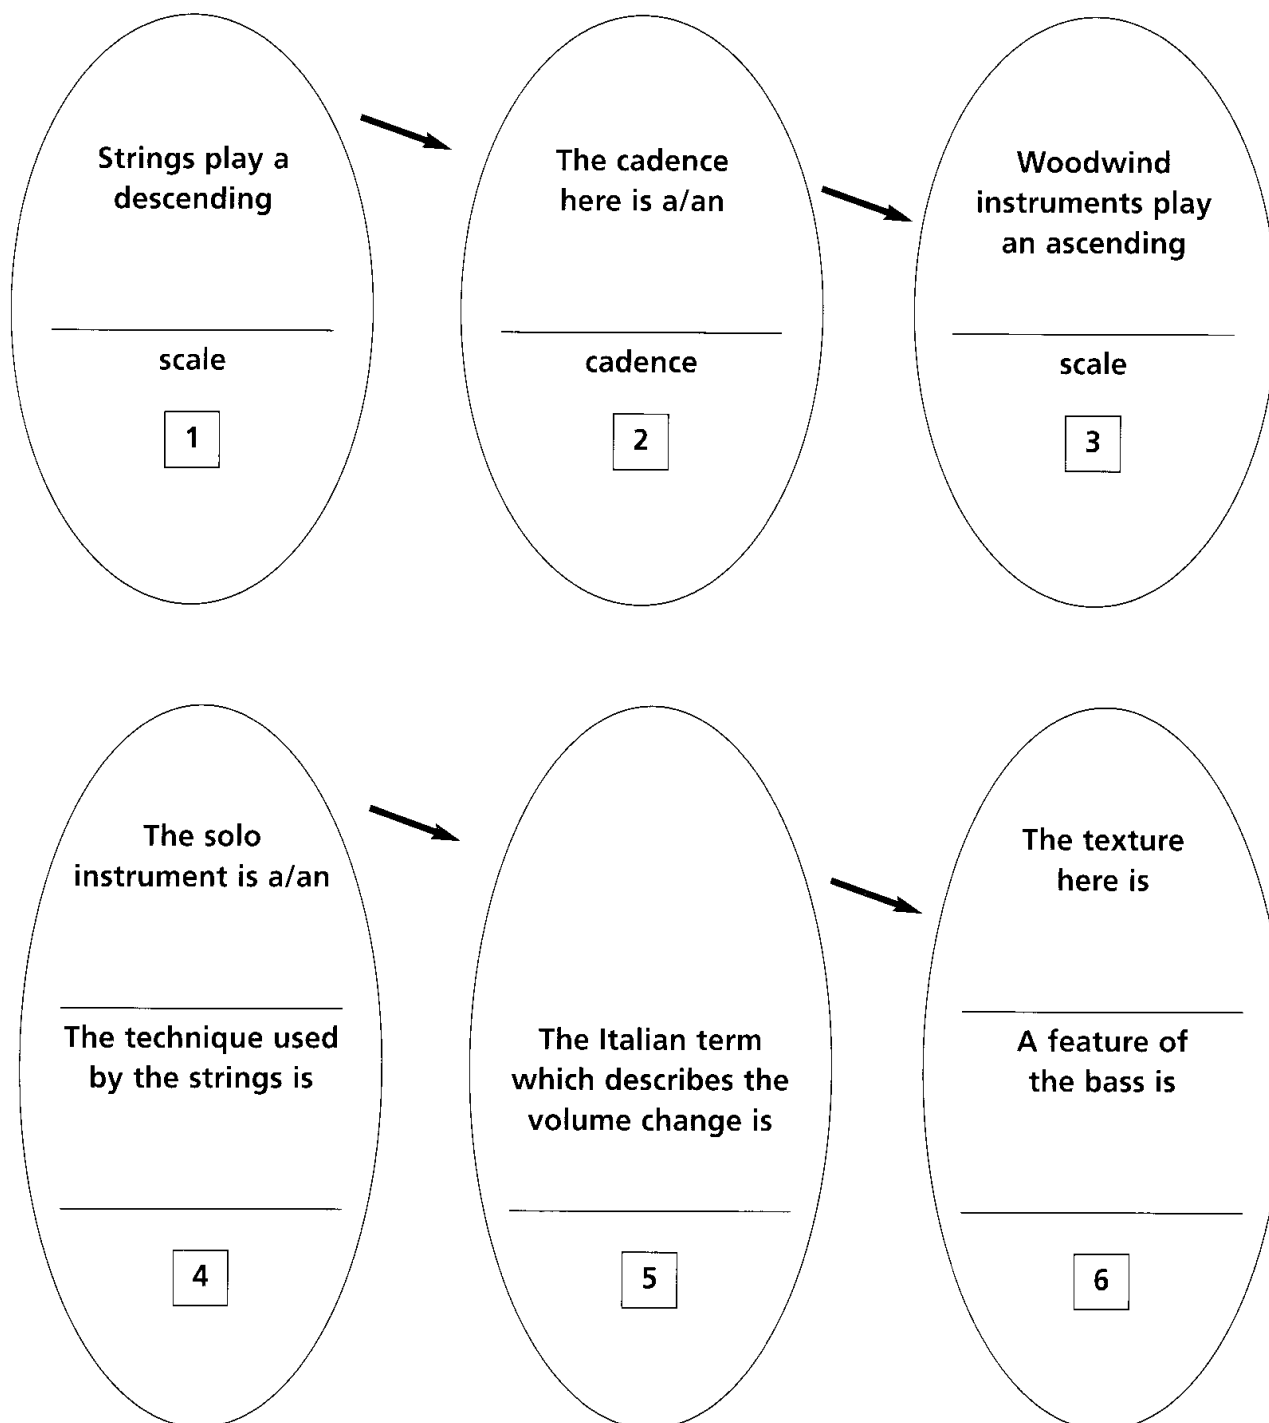 Strings play a
descending
scale
1
The cadence
here is a/an
cadence
2
Woodwind
instruments play
an ascending
scale
3
The solo
instrument is a/an
The technique used
by the strings is
4
The Italian term
which describes the
volume change is
5
The texture
here is
A feature of
the bass is
6